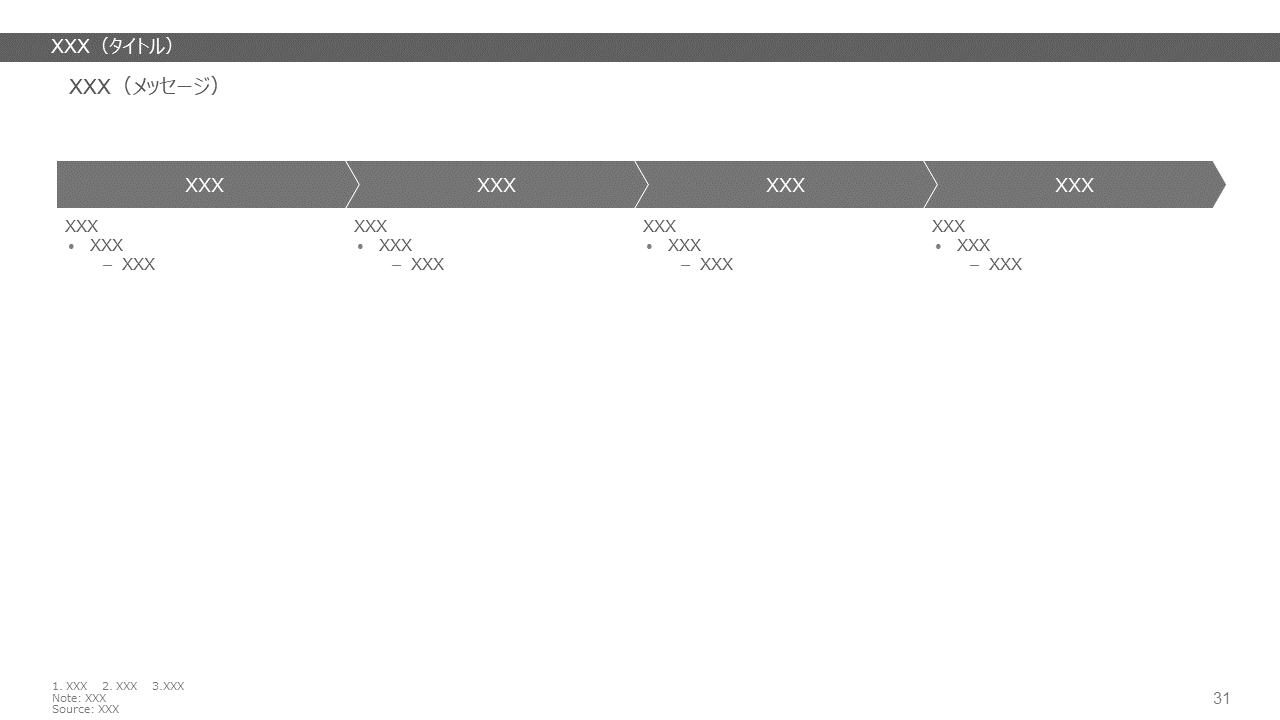 XXX（タイトル）
XXX（メッセージ）
XXX XXX XXX XXX
XXX XXX XXX XXX
• XXX • XXX • XXX • XXX
– XXX – XXX – XXX – XXX
1. XXX 2. XXX 3.XXX
Note: XXX
Source: XXX
31